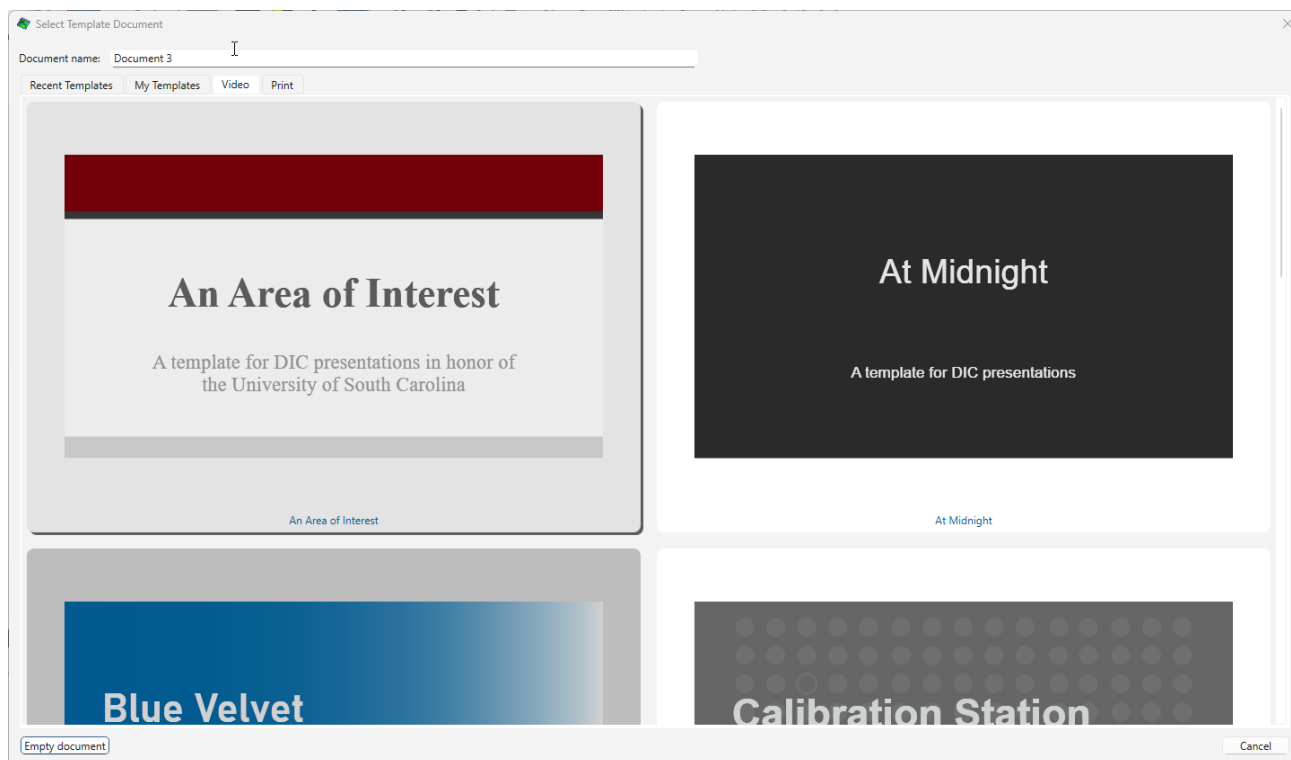 Select Template Document
Document name: Document 3
Recent Templates My Templates Video Print
An Area of Interest
A template for DIC presentations in honor of
the University of South Carolina
An Area of Interest
At Midnight
A template for DIC presentations
At Midnight
Blue Velvet
Calibration Station
Empty document
Cancel